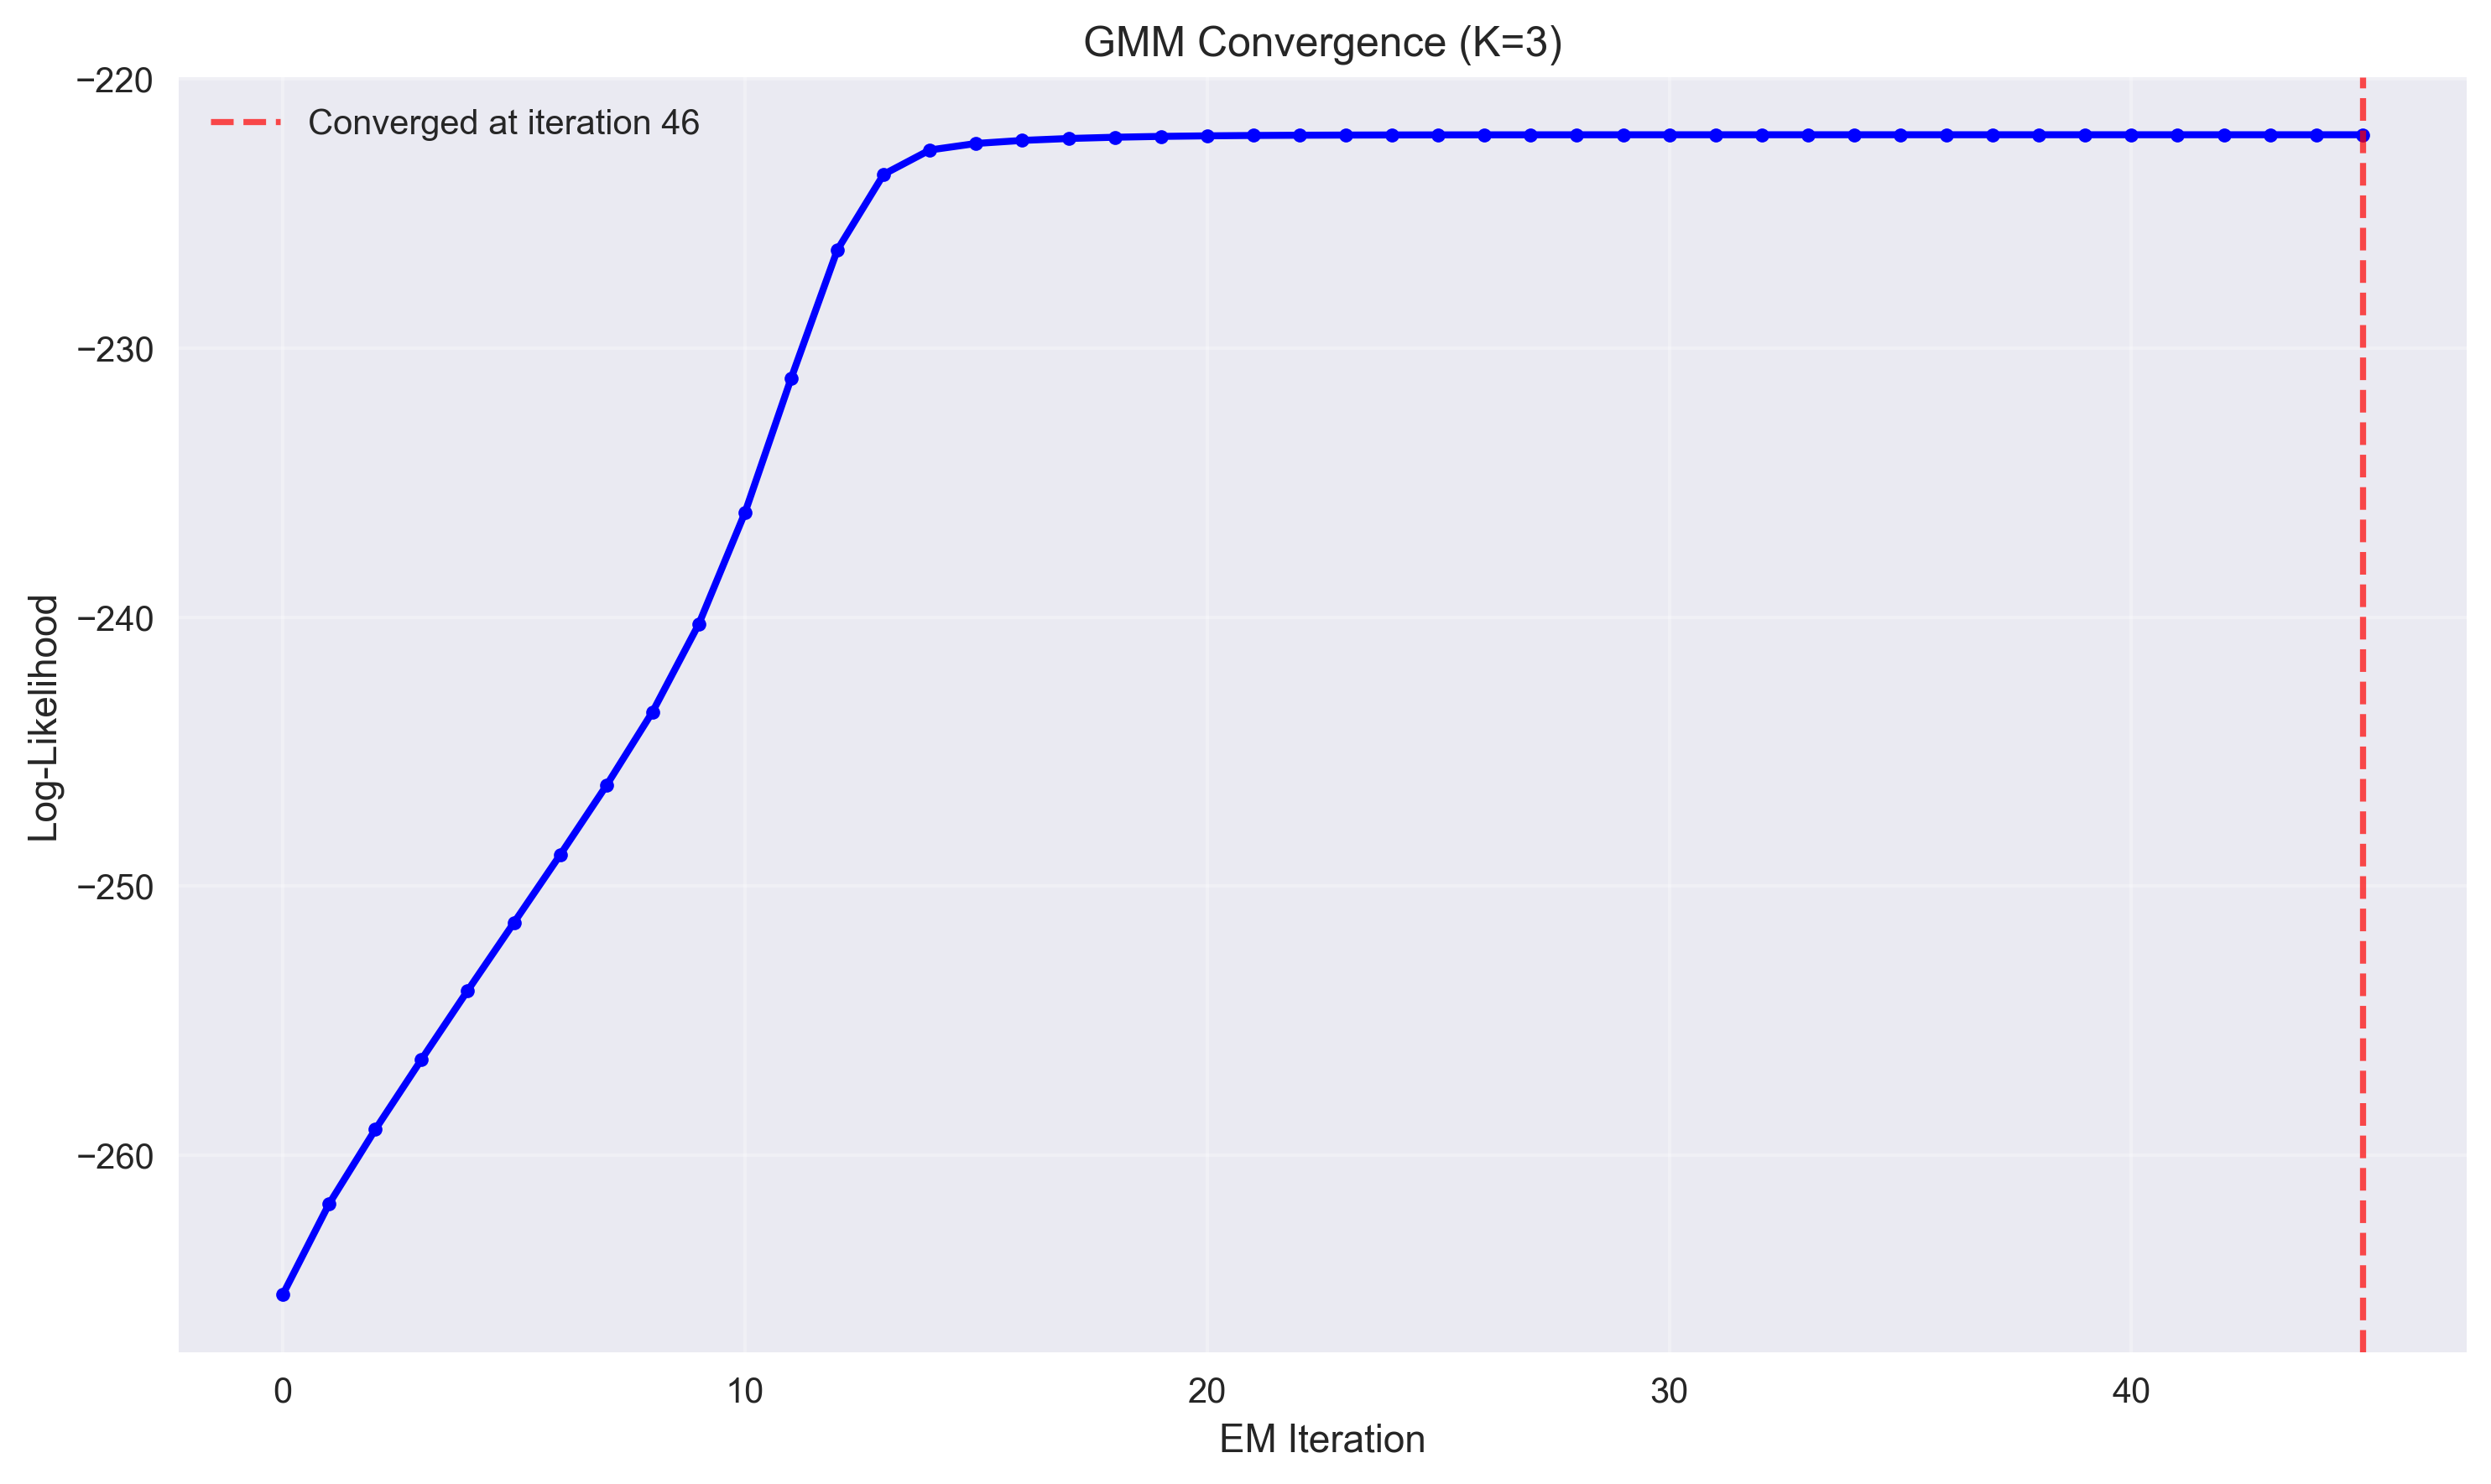 GMM Convergence (K=3)
−220
Converged at iteration 46
−230
−240
Log-Likelihood
−250
−260
0 10 20 30 40
EM Iteration